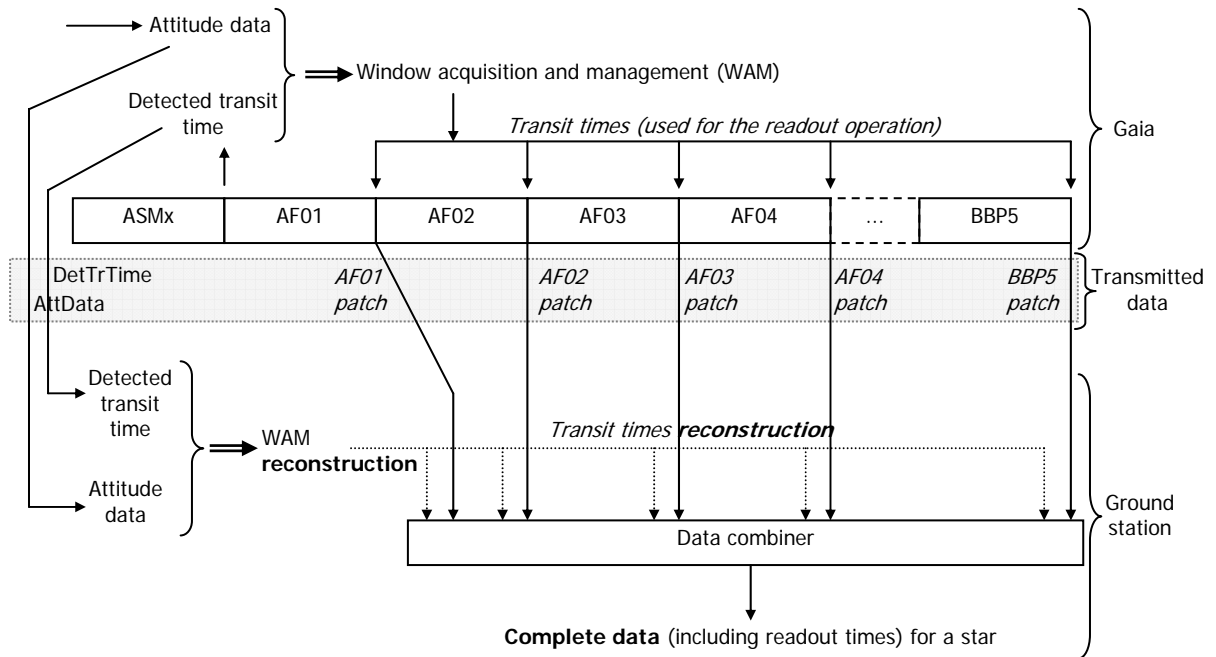 Attitude data
Window acquisition and management (WAM)
Detected transit
time
Transit times (used for the readout operation)
Gaia
ASMx
AF01
AF02
AF03
AF04
...
BBP5
DetTrTime
AttData
AF01
patch
AF02
patch
AF03
patch
AF04
patch
BBP5
patch
Transmitted
data
Detected
transit
time
WAM
reconstruction
Transit times reconstruction
Attitude
data
Ground
station
Data combiner
Complete data (including readout times) for a star